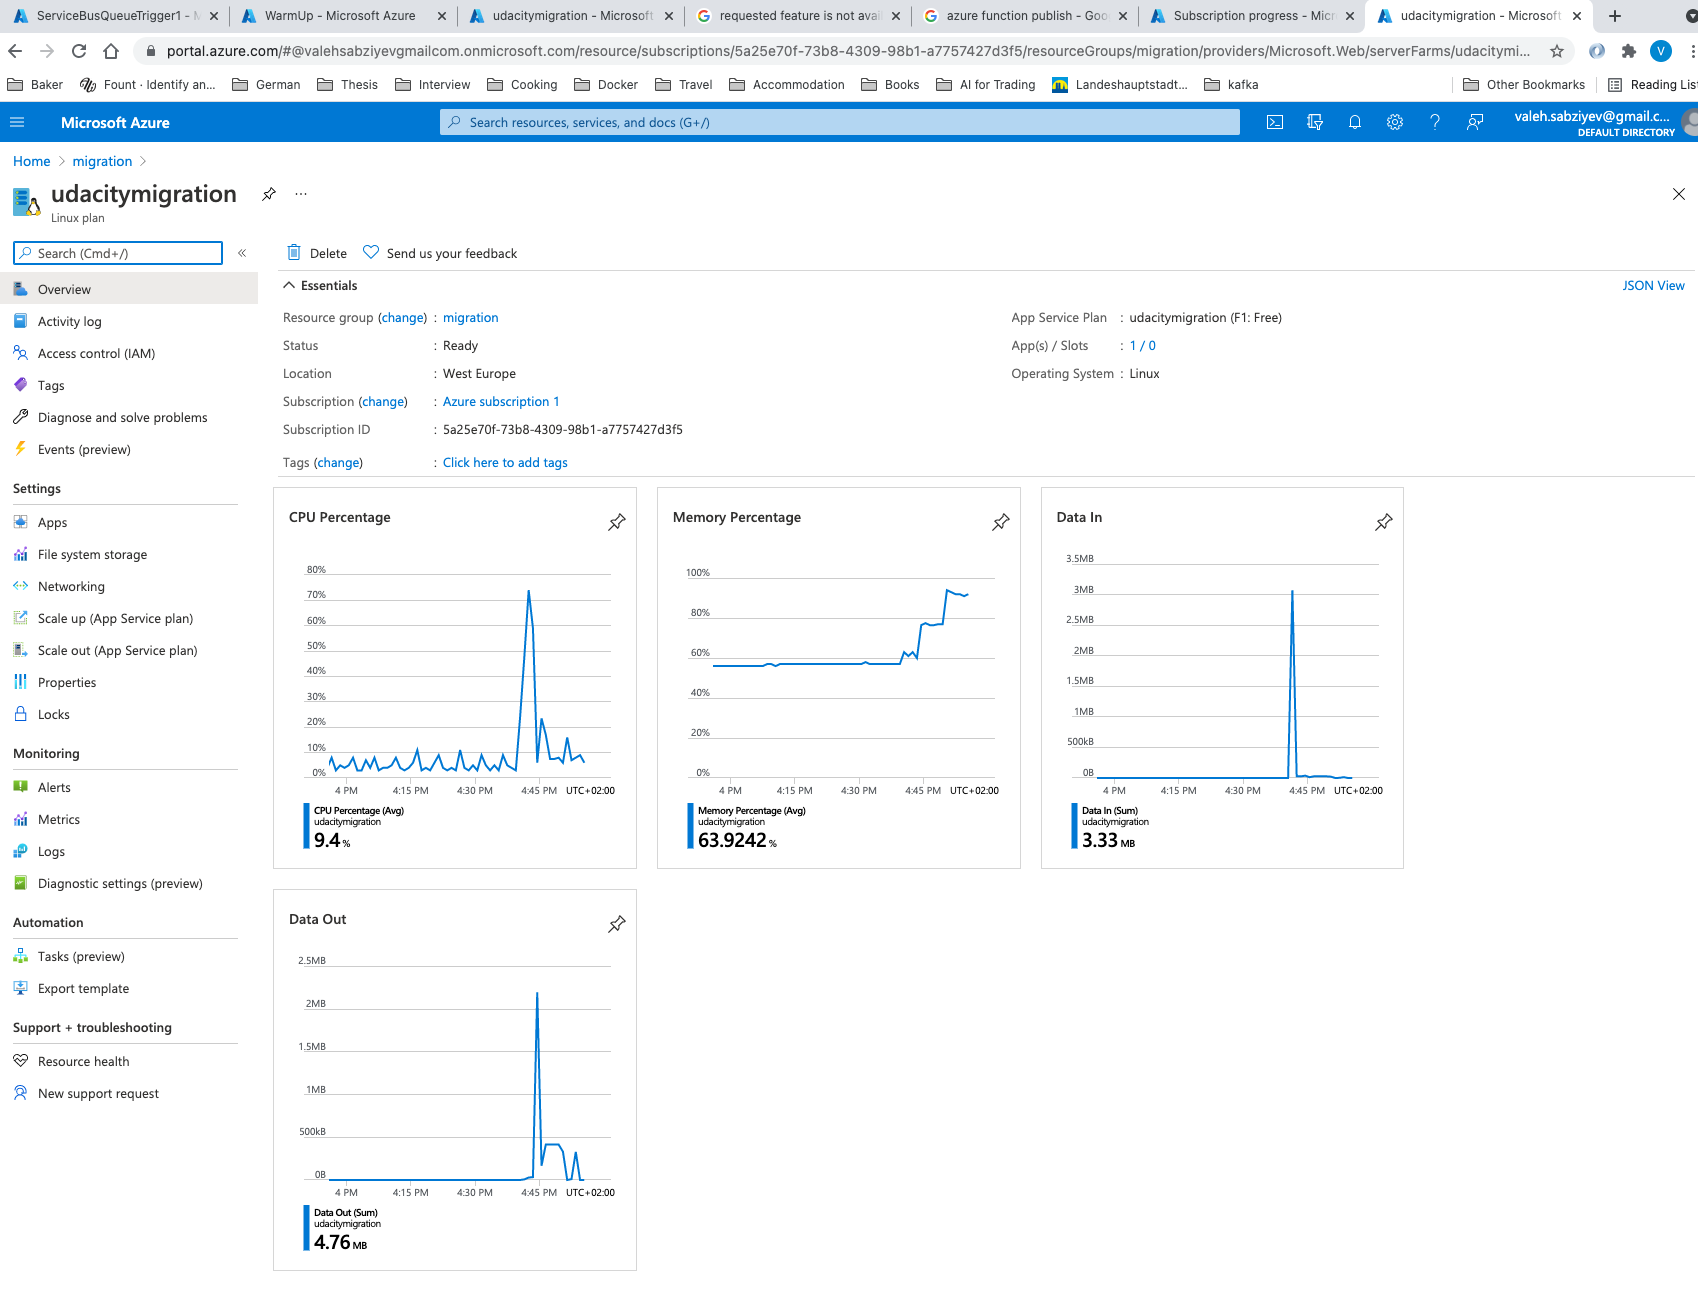 ServiceBusQueueTrigger1 - M
WarmUp - Microsoft Azure
udacitymigration - Microsoft
requested feature is not avai
azure function publish - Goo
Subscription progress - Micr
udacitymigration - Microsoft
portal.azure.com/#@valehsabziyevgmailcom.onmicrosoft.com/resource/subscriptions/5a25e70f-73b8-4309-98b1-a7757427d3f5/resourceGroups/migration/providers/Microsoft.Web/serverFarms/udacitymi...
V
Baker
Fount · Identify an...
German
Thesis
Interview
Cooking
Docker
Travel
Accommodation
Books
AI for Trading
Landeshauptstadt...
kafka
Other Bookmarks
Reading List
Microsoft Azure
Search resources, services, and docs (G+/)
valeh.sabziyev@gmail.c...
DEFAULT DIRECTORY
Home > migration >
udacitymigration
Linux plan
Search (Cmd+/)
Delete
Send us your feedback
Overview
Activity log
Access control (IAM)
Tags
Diagnose and solve problems
Events (preview)
Settings
Apps
File system storage
Networking
Scale up (App Service plan)
Scale out (App Service plan)
Properties
Locks
Monitoring
Alerts
Metrics
Logs
Diagnostic settings (preview)
Automation
Tasks (preview)
Export template
Support + troubleshooting
Resource health
New support request
Essentials
JSON View
Resource group (change) : migration
Status : Ready
Location : West Europe
Subscription (change) : Azure subscription 1
Subscription ID : 5a25e70f-73b8-4309-98b1-a7757427d3f5
Tags (change) : Click here to add tags
App Service Plan : udacitymigration (F1: Free)
App(s) / Slots : 1 / 0
Operating System : Linux
CPU Percentage
80%
70%
60%
50%
40%
30%
20%
10%
0%
4 PM 4:15 PM 4:30 PM 4:45 PM UTC+02:00
CPU Percentage (Avg)
udacitymigration
9.4 %
Memory Percentage
100%
80%
60%
40%
20%
0%
4 PM 4:15 PM 4:30 PM 4:45 PM UTC+02:00
Memory Percentage (Avg)
udacitymigration
63.9242 %
Data In
3.5MB
3MB
2.5MB
2MB
1.5MB
1MB
500kB
0B
4 PM 4:15 PM 4:30 PM 4:45 PM UTC+02:00
Data In (Sum)
udacitymigration
3.33 MB
Data Out
2.5MB
2MB
1.5MB
1MB
500kB
0B
4 PM 4:15 PM 4:30 PM 4:45 PM UTC+02:00
Data Out (Sum)
udacitymigration
4.76 MB